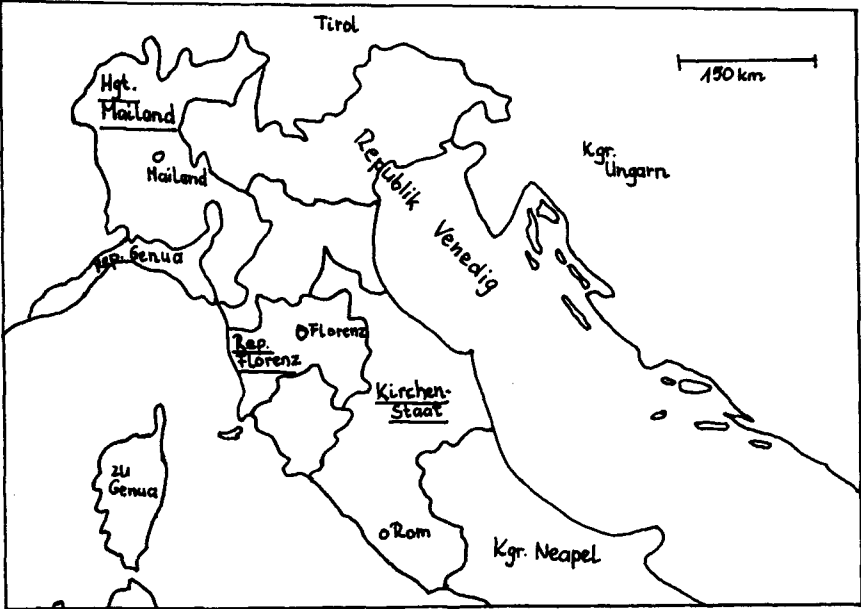 Tirol
150 km
Hgt.
Mailand
Mailand
Republik
Venedig
Kgr.
Ungarn
Rep. Genua
Rep.
Florenz
Florenz
Kirchen-
Staat
zu
Genua
Rom
Kgr. Neapel